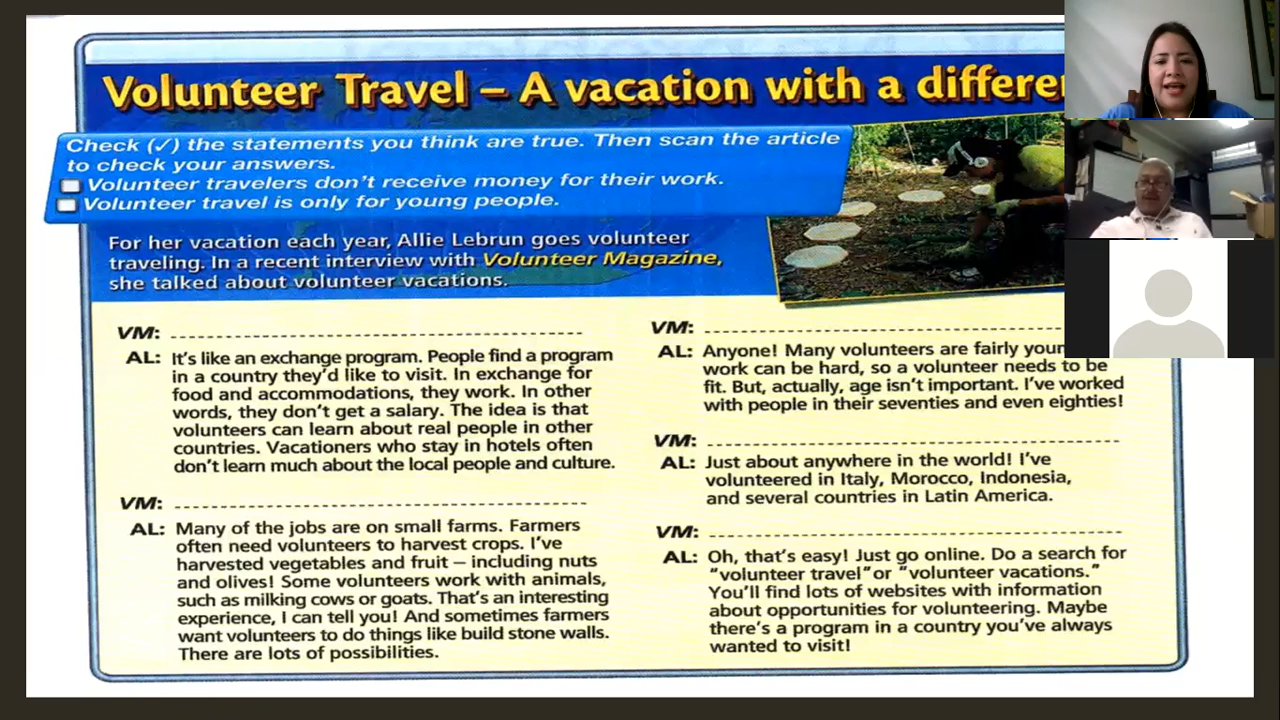 Volunteer Travel – A vacation with a
Check (✓) the statements you think are true. Then scan the article
to check your answers.
Volunteer travelers don't receive money for their work.
Volunteer travel is only for young people.
For her vacation each year, Allie Lebrun goes volunteer
traveling. In a recent interview with Volunteer Magazine,
she talked about volunteer vacations.
VM:
AL: It's like an exchange program. People find a program
in a country they'd like to visit. In exchange for
food and accommodations, they work. In other
words, they don't get a salary. The idea is that
volunteers can learn about real people in other
countries. Vacationers who stay in hotels often
don't learn much about the local people and culture.
VM:
AL: Many of the jobs are on small farms. Farmers
often need volunteers to harvest crops. I've
harvested vegetables and fruit – including nuts
and olives! Some volunteers work with animals,
such as milking cows or goats. That's an interesting
experience, I can tell you! And sometimes farmers
want volunteers to do things like build stone walls.
There are lots of possibilities.
VM:
AL: Anyone! Many volunteers are fairly
work can be hard, so a volunteer needs to be
fit. But, actually, age isn't important. I've worked
with people in their seventies and even eighties!
VM:
AL: Just about anywhere in the world! I've
volunteered in Italy, Morocco, Indonesia,
and several countries in Latin America.
VM:
AL: Oh, that's easy! Just go online. Do a search for
"volunteer travel" or "volunteer vacations."
You'll find lots of websites with information
about opportunities for volunteering. Maybe
there's a program in a country you've always
wanted to visit!